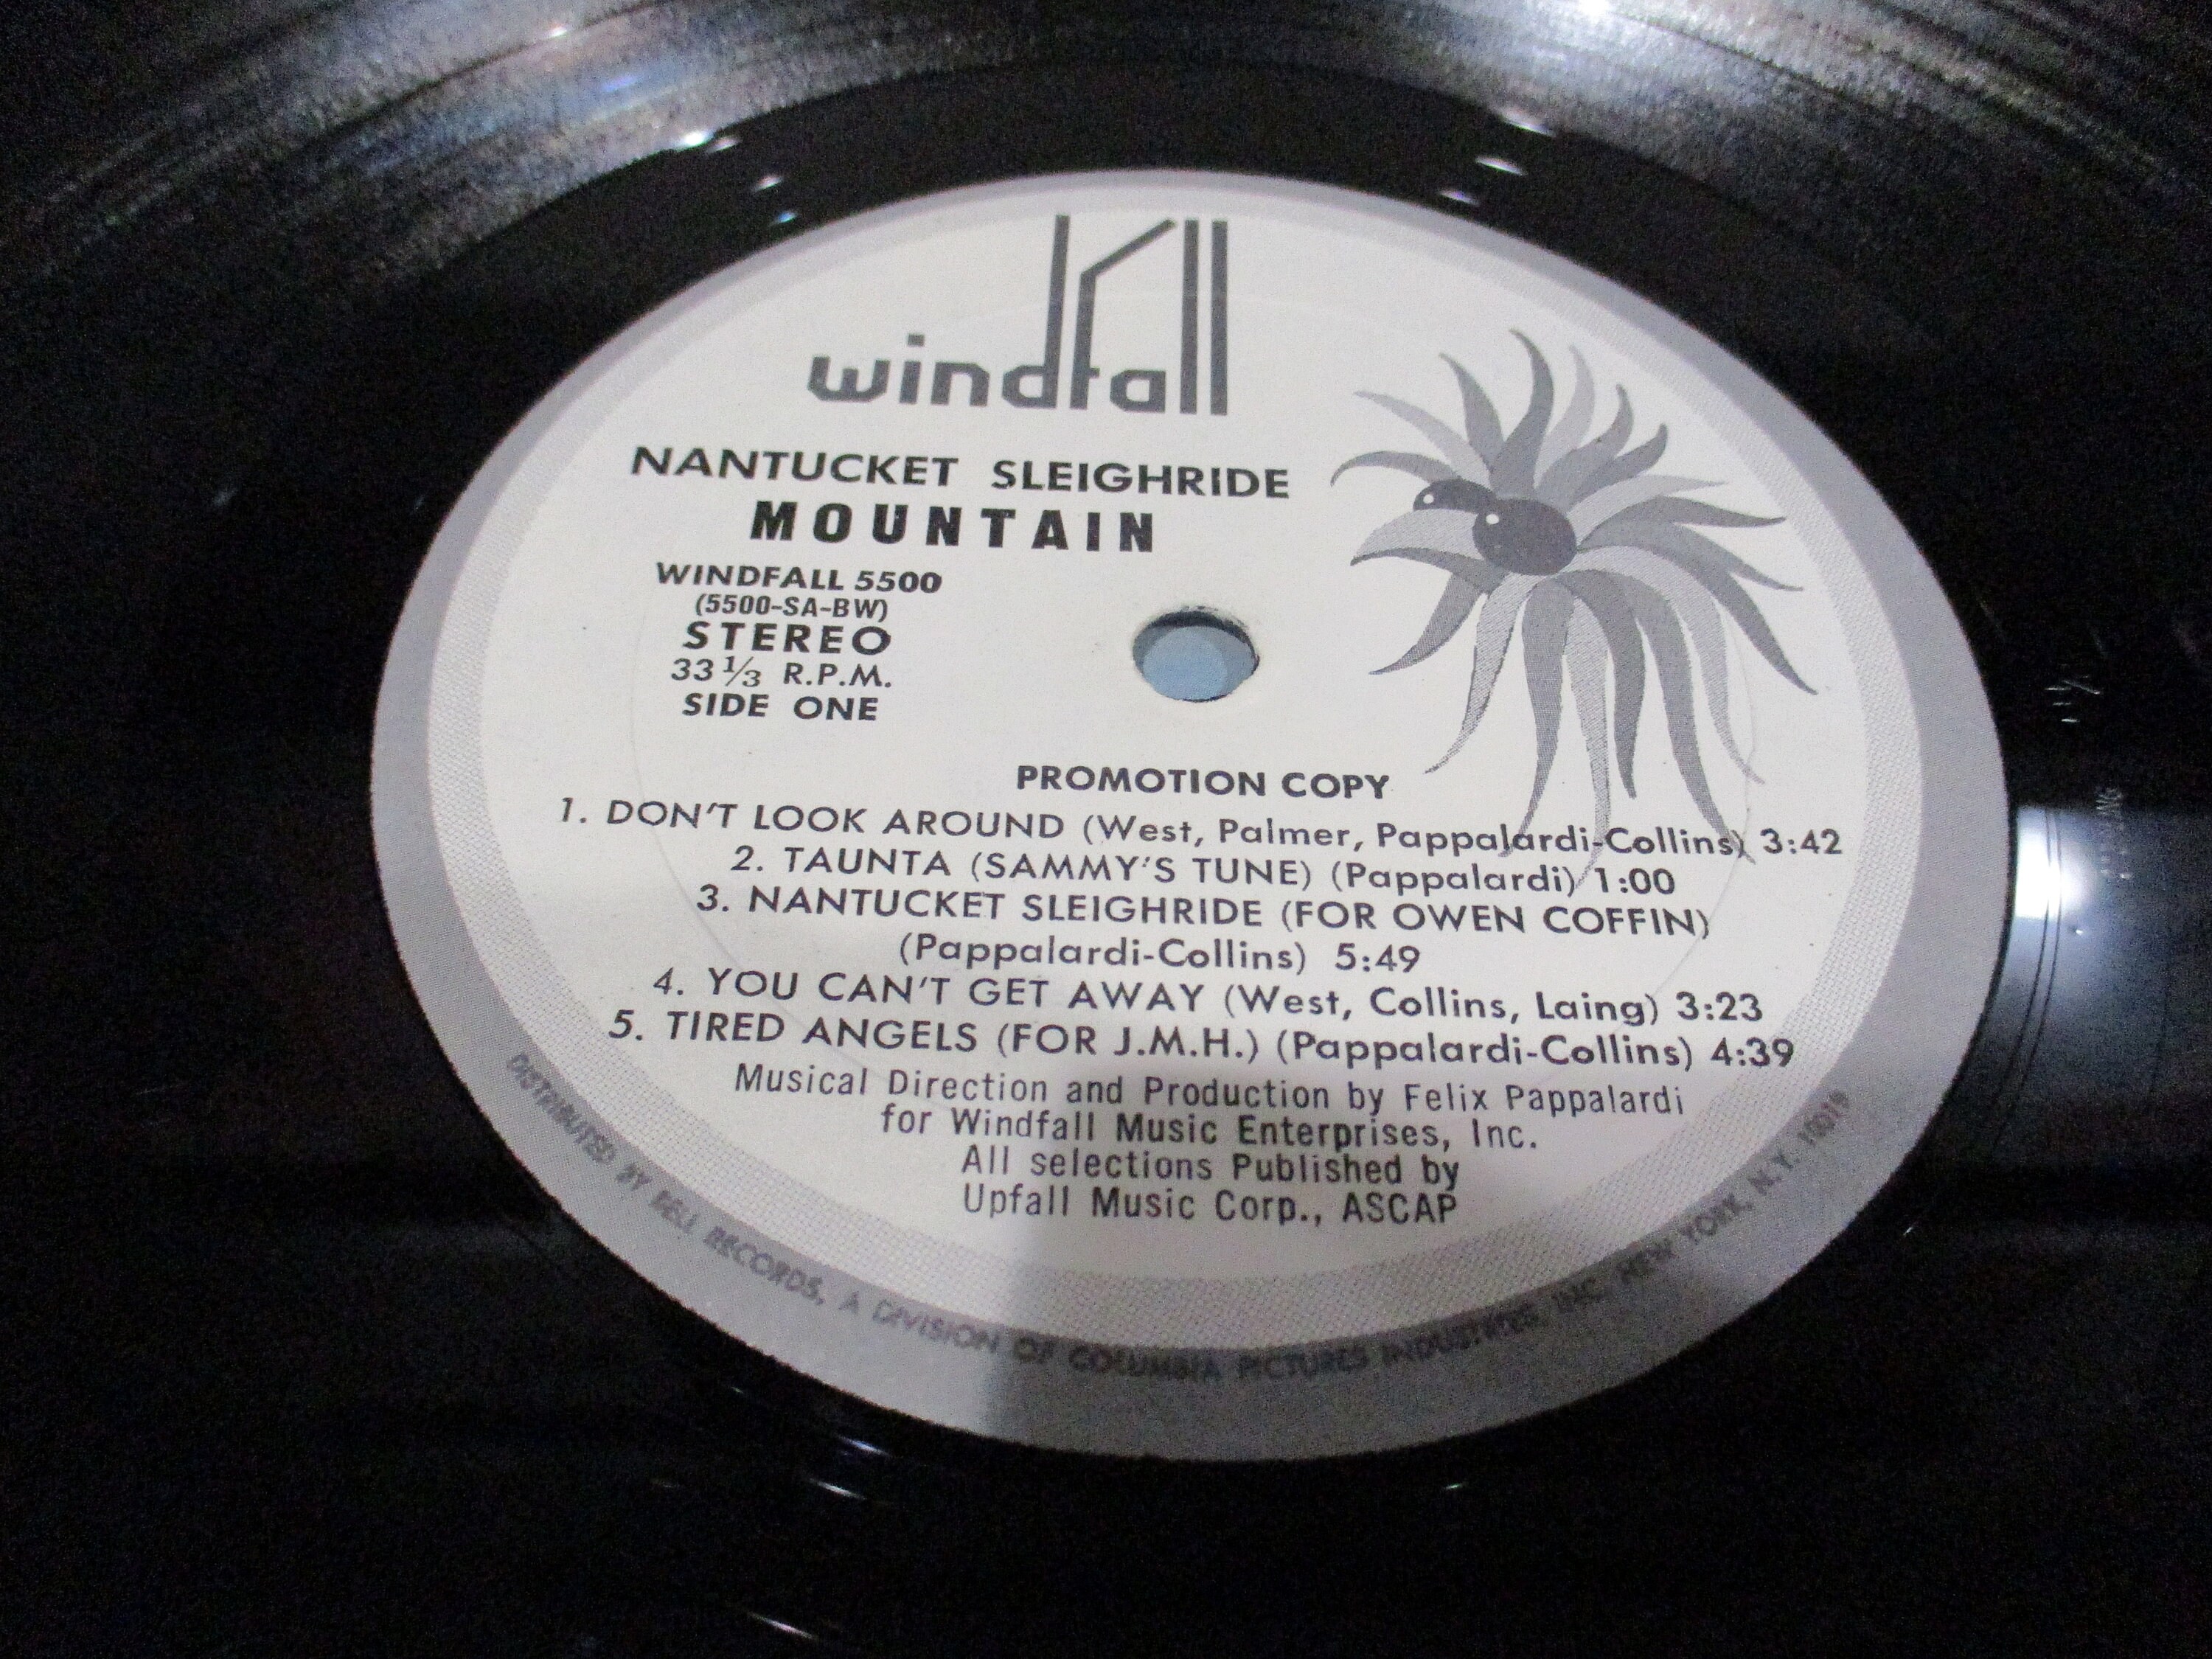 windfall
NANTUCKET SLEIGHRIDE
MOUNTAIN
WINDFALL 5500
(5500-SA-BW)
STEREO
33 1/3 R.P.M.
SIDE ONE
PROMOTION COPY
1. DON'T LOOK AROUND (West, Palmer, Pappalardi-Collins) 3:42
2. TAUNTA (SAMMY'S TUNE) (Pappalardi) 1:00
3. NANTUCKET SLEIGHRIDE (FOR OWEN COFFIN)
(Pappalardi-Collins) 5:49
4. YOU CAN'T GET AWAY (West, Collins, Laing) 3:23
5. TIRED ANGELS (FOR J.M.H.) (Pappalardi-Collins) 4:39
Musical Direction and Production by Felix Pappalardi
for Windfall Music Enterprises, Inc.
All selections Published by
Upfall Music Corp., ASCAP
DISTRIBUTED BY BELL RECORDS, A DIVISION OF COLUMBIA PICTURES INDUSTRIES, INC. NEW YORK, N.Y. 10019